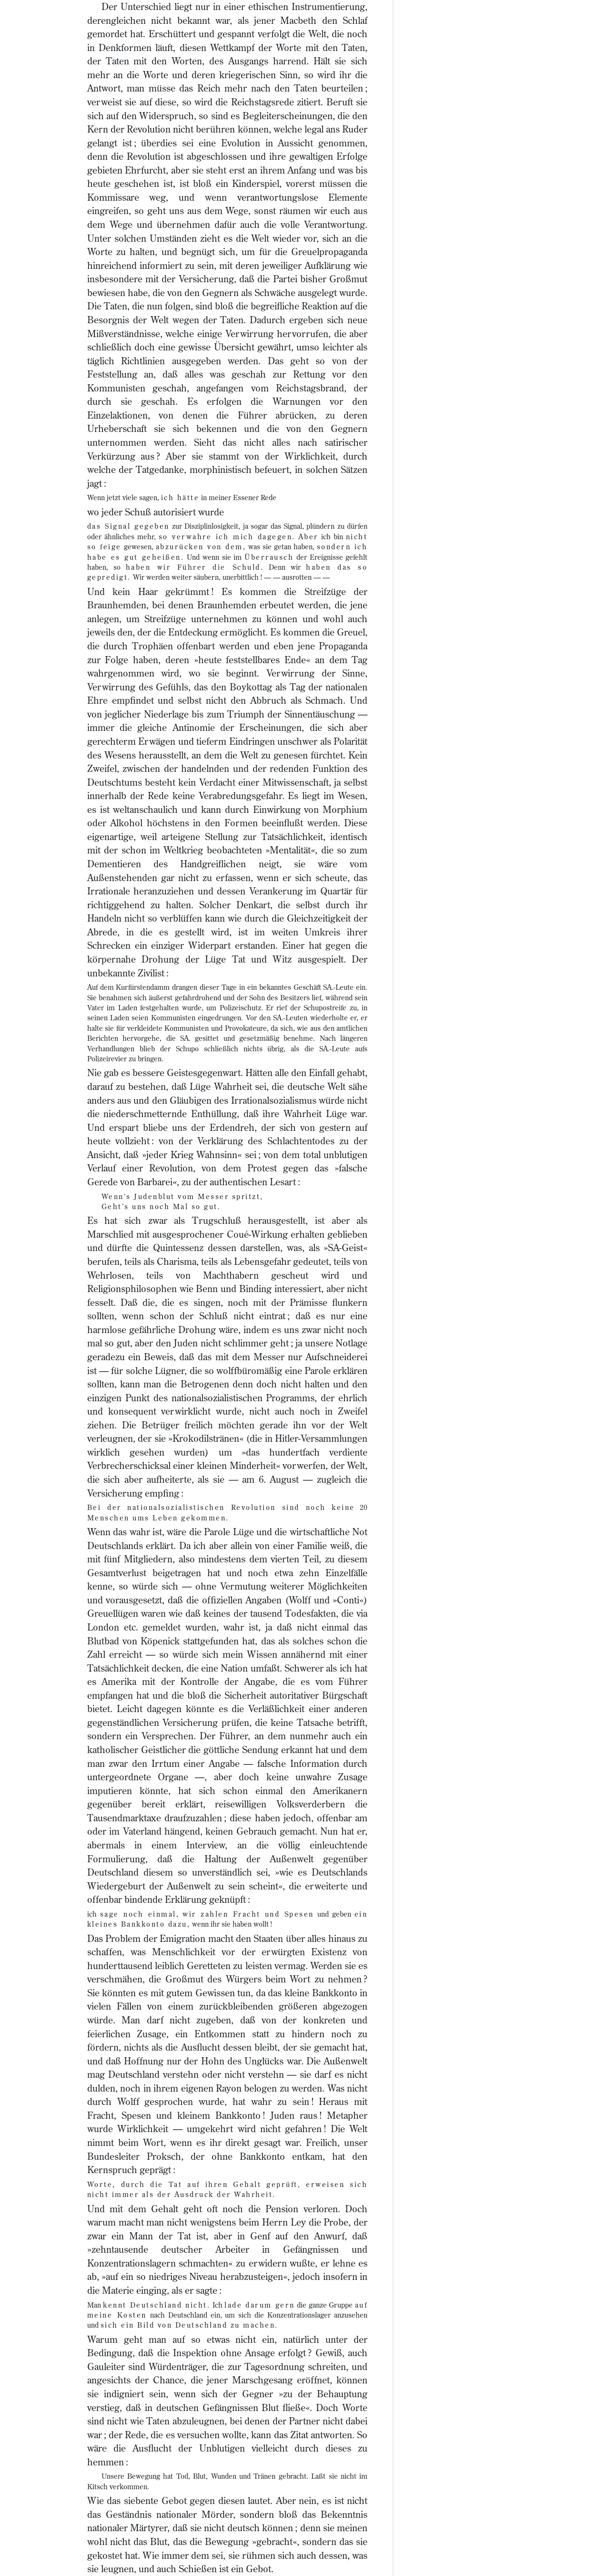 Der Unterschied liegt nur in einer ethischen Instrumentierung,
derengleichen nicht bekannt war, als jener Macbeth den Schlaf
gemordet hat. Erschüttert und gespannt verfolgt die Welt, die noch
in Denkformen läuft, diesen Wettkampf der Worte mit den Taten,
der Taten mit den Worten, des Ausgangs harrend. Hält sie sich
mehr an die Worte und deren kriegerischen Sinn, so wird ihr die
Antwort, man müsse das Reich mehr nach den Taten beurteilen ;
verweist sie auf diese, so wird die Reichstagsrede zitiert. Beruft sie
sich auf den Widerspruch, so sind es Begleiterscheinungen, die den
Kern der Revolution nicht berühren können, welche legal ans Ruder
gelangt ist ; überdies sei eine Evolution in Aussicht genommen,
denn die Revolution ist abgeschlossen und ihre gewaltigen Erfolge
gebieten Ehrfurcht, aber sie steht erst an ihrem Anfang und was bis
heute geschehen ist, ist bloß ein Kinderspiel, vorerst müssen die
Kommissare weg, und wenn verantwortungslose Elemente
eingreifen, so geht uns aus dem Wege, sonst räumen wir euch aus
dem Wege und übernehmen dafür auch die volle Verantwortung.
Unter solchen Umständen zieht es die Welt wieder vor, sich an die
Worte zu halten, und begnügt sich, um für die Greuelpropaganda
hinreichend informiert zu sein, mit deren jeweiliger Aufklärung wie
insbesondere mit der Versicherung, daß die Partei bisher Großmut
bewiesen habe, die von den Gegnern als Schwäche ausgelegt wurde.
Die Taten, die nun folgen, sind bloß die begreifliche Reaktion auf die
Besorgnis der Welt wegen der Taten. Dadurch ergeben sich neue
Mißverständnisse, welche einige Verwirrung hervorrufen, die aber
schließlich doch eine gewisse Übersicht gewährt, umso leichter als
täglich Richtlinien ausgegeben werden. Das geht so von der
Feststellung an, daß alles was geschah zur Rettung vor den
Kommunisten geschah, angefangen vom Reichstagsbrand, der
durch sie geschah. Es erfolgen die Warnungen vor den
Einzelaktionen, von denen die Führer abrücken, zu deren
Urheberschaft sie sich bekennen und die von den Gegnern
unternommen werden. Sieht das nicht alles nach satirischer
Verkürzung aus ? Aber sie stammt von der Wirklichkeit, durch
welche der Tatgedanke, morphinistisch befeuert, in solchen Sätzen
jagt :
Wenn jetzt viele sagen, ich hätte in meiner Essener Rede
wo jeder Schuß autorisiert wurde
das Signal gegeben zur Disziplinlosigkeit, ja sogar das Signal, plündern zu dürfen
oder ähnliches mehr, so verwahre ich mich dagegen. Aber ich bin nicht
so feige gewesen, abzurücken von dem, was sie getan haben, sondern ich
habe es gut geheißen. Und wenn sie im Überrausch der Ereignisse gefehlt
haben, so haben wir Führer die Schuld. Denn wir haben das so
gepredigt. Wir werden weiter säubern, unerbittlich ! — — ausrotten — —
Und kein Haar gekrümmt ! Es kommen die Streifzüge der
Braunhemden, bei denen Braunhemden erbeutet werden, die jene
anlegen, um Streifzüge unternehmen zu können und wohl auch
jeweils den, der die Entdeckung ermöglicht. Es kommen die Greuel,
die durch Trophäen offenbart werden und eben jene Propaganda
zur Folge haben, deren »heute feststellbares Ende« an dem Tag
wahrgenommen wird, wo sie beginnt. Verwirrung der Sinne,
Verwirrung des Gefühls, das den Boykottag als Tag der nationalen
Ehre empfindet und selbst nicht den Abbruch als Schmach. Und
von jeglicher Niederlage bis zum Triumph der Sinnentäuschung —
immer die gleiche Antinomie der Erscheinungen, die sich aber
gerechterm Erwägen und tieferm Eindringen unschwer als Polarität
des Wesens herausstellt, an dem die Welt zu genesen fürchtet. Kein
Zweifel, zwischen der handelnden und der redenden Funktion des
Deutschtums besteht kein Verdacht einer Mitwissenschaft, ja selbst
innerhalb der Rede keine Verabredungsgefahr. Es liegt im Wesen,
es ist weltanschaulich und kann durch Einwirkung von Morphium
oder Alkohol höchstens in den Formen beeinflußt werden. Diese
eigenartige, weil arteigene Stellung zur Tatsächlichkeit, identisch
mit der schon im Weltkrieg beobachteten »Mentalität«, die so zum
Dementieren des Handgreiflichen neigt, sie wäre vom
Außenstehenden gar nicht zu erfassen, wenn er sich scheute, das
Irrationale heranzuziehen und dessen Verankerung im Quartär für
richtiggehend zu halten. Solcher Denkart, die selbst durch ihr
Handeln nicht so verblüffen kann wie durch die Gleichzeitigkeit der
Abrede, in die es gestellt wird, ist im weiten Umkreis ihrer
Schrecken ein einziger Widerpart erstanden. Einer hat gegen die
körpernahe Drohung der Lüge Tat und Witz ausgespielt. Der
unbekannte Zivilist :
Auf dem Kurfürstendamm drangen dieser Tage in ein bekanntes Geschäft SA.-Leute ein.
Sie benahmen sich äußerst gefahrdrohend und der Sohn des Besitzers lief, während sein
Vater im Laden festgehalten wurde, um Polizeischutz. Er rief der Schupostreife zu, in
seinen Laden seien Kommunisten eingedrungen. Vor den SA.-Leuten wiederholte er, er
halte sie für verkleidete Kommunisten und Provokateure, da sich, wie aus den amtlichen
Berichten hervorgehe, die SA. gesittet und gesetzmäßig benehme. Nach längeren
Verhandlungen blieb der Schupo schließlich nichts übrig, als die SA.-Leute aufs
Polizeirevier zu bringen.
Nie gab es bessere Geistesgegenwart. Hätten alle den Einfall gehabt,
darauf zu bestehen, daß Lüge Wahrheit sei, die deutsche Welt sähe
anders aus und den Gläubigen des Irrationalsozialismus würde nicht
die niederschmetternde Enthüllung, daß ihre Wahrheit Lüge war.
Und erspart bliebe uns der Erdendreh, der sich von gestern auf
heute vollzieht : von der Verklärung des Schlachtentodes zu der
Ansicht, daß »jeder Krieg Wahnsinn« sei ; von dem total unblutigen
Verlauf einer Revolution, von dem Protest gegen das »falsche
Gerede von Barbarei«, zu der authentischen Lesart :
Wenn's Judenblut vom Messer spritzt,
Geht's uns noch Mal so gut.
Es hat sich zwar als Trugschluß herausgestellt, ist aber als
Marschlied mit ausgesprochener Coué-Wirkung erhalten geblieben
und dürfte die Quintessenz dessen darstellen, was, als »SA-Geist«
berufen, teils als Charisma, teils als Lebensgefahr gedeutet, teils von
Wehrlosen, teils von Machthabern gescheut wird und
Religionsphilosophen wie Benn und Binding interessiert, aber nicht
fesselt. Daß die, die es singen, noch mit der Prämisse flunkern
sollten, wenn schon der Schluß nicht eintrat ; daß es nur eine
harmlose gefährliche Drohung wäre, indem es uns zwar nicht noch
mal so gut, aber den Juden nicht schlimmer geht ; ja unsere Notlage
geradezu ein Beweis, daß das mit dem Messer nur Aufschneiderei
ist — für solche Lügner, die so wolffbüromäßig eine Parole erklären
sollten, kann man die Betrogenen denn doch nicht halten und den
einzigen Punkt des nationalsozialistischen Programms, der ehrlich
und konsequent verwirklicht wurde, nicht auch noch in Zweifel
ziehen. Die Betrüger freilich möchten gerade ihn vor der Welt
verleugnen, der sie »Krokodilstränen« (die in Hitler-Versammlungen
wirklich gesehen wurden) um »das hundertfach verdiente
Verbrecherschicksal einer kleinen Minderheit« vorwerfen, der Welt,
die sich aber aufheiterte, als sie — am 6. August — zugleich die
Versicherung empfing :
Bei der nationalsozialistischen Revolution sind noch keine 20
Menschen ums Leben gekommen.
Wenn das wahr ist, wäre die Parole Lüge und die wirtschaftliche Not
Deutschlands erklärt. Da ich aber allein von einer Familie weiß, die
mit fünf Mitgliedern, also mindestens dem vierten Teil, zu diesem
Gesamtverlust beigetragen hat und noch etwa zehn Einzelfälle
kenne, so würde sich — ohne Vermutung weiterer Möglichkeiten
und vorausgesetzt, daß die offiziellen Angaben (Wolff und »Conti«)
Greuellügen waren wie daß keines der tausend Todesfakten, die via
London etc. gemeldet wurden, wahr ist, ja daß nicht einmal das
Blutbad von Köpenick stattgefunden hat, das als solches schon die
Zahl erreicht — so würde sich mein Wissen annähernd mit einer
Tatsächlichkeit decken, die eine Nation umfaßt. Schwerer als ich hat
es Amerika mit der Kontrolle der Angabe, die es vom Führer
empfangen hat und die bloß die Sicherheit autoritativer Bürgschaft
bietet. Leicht dagegen könnte es die Verläßlichkeit einer anderen
gegenständlichen Versicherung prüfen, die keine Tatsache betrifft,
sondern ein Versprechen. Der Führer, an dem nunmehr auch ein
katholischer Geistlicher die göttliche Sendung erkannt hat und dem
man zwar den Irrtum einer Angabe — falsche Information durch
untergeordnete Organe —, aber doch keine unwahre Zusage
imputieren könnte, hat sich schon einmal den Amerikanern
gegenüber bereit erklärt, reisewilligen Volksverderbern die
Tausendmarktaxe draufzuzahlen ; diese haben jedoch, offenbar am
oder im Vaterland hängend, keinen Gebrauch gemacht. Nun hat er,
abermals in einem Interview, an die völlig einleuchtende
Formulierung, daß die Haltung der Außenwelt gegenüber
Deutschland diesem so unverständlich sei, »wie es Deutschlands
Wiedergeburt der Außenwelt zu sein scheint«, die erweiterte und
offenbar bindende Erklärung geknüpft :
ich sage noch einmal, wir zahlen Fracht und Spesen und geben ein
kleines Bankkonto dazu, wenn ihr sie haben wollt !
Das Problem der Emigration macht den Staaten über alles hinaus zu
schaffen, was Menschlichkeit vor der erwürgten Existenz von
hunderttausend leiblich Geretteten zu leisten vermag. Werden sie es
verschmähen, die Großmut des Würgers beim Wort zu nehmen ?
Sie könnten es mit gutem Gewissen tun, da das kleine Bankkonto in
vielen Fällen von einem zurückbleibenden größeren abgezogen
würde. Man darf nicht zugeben, daß von der konkreten und
feierlichen Zusage, ein Entkommen statt zu hindern noch zu
fördern, nichts als die Ausflucht dessen bleibt, der sie gemacht hat,
und daß Hoffnung nur der Hohn des Unglücks war. Die Außenwelt
mag Deutschland verstehn oder nicht verstehn — sie darf es nicht
dulden, noch in ihrem eigenen Rayon belogen zu werden. Was nicht
durch Wolff gesprochen wurde, hat wahr zu sein ! Heraus mit
Fracht, Spesen und kleinem Bankkonto ! Juden raus ! Metapher
wurde Wirklichkeit — umgekehrt wird nicht gefahren ! Die Welt
nimmt beim Wort, wenn es ihr direkt gesagt war. Freilich, unser
Bundesleiter Proksch, der ohne Bankkonto entkam, hat den
Kernspruch geprägt :
Worte, durch die Tat auf ihren Gehalt geprüft, erweisen sich
nicht immer als der Ausdruck der Wahrheit.
Und mit dem Gehalt geht oft noch die Pension verloren. Doch
warum macht man nicht wenigstens beim Herrn Ley die Probe, der
zwar ein Mann der Tat ist, aber in Genf auf den Anwurf, daß
»zehntausende deutscher Arbeiter in Gefängnissen und
Konzentrationslagern schmachten« zu erwidern wußte, er lehne es
ab, »auf ein so niedriges Niveau herabzusteigen«, jedoch insofern in
die Materie einging, als er sagte :
Man kennt Deutschland nicht. Ich lade darum gern die ganze Gruppe auf
meine Kosten nach Deutschland ein, um sich die Konzentrationslager anzusehen
und sich ein Bild von Deutschland zu machen.
Warum geht man auf so etwas nicht ein, natürlich unter der
Bedingung, daß die Inspektion ohne Ansage erfolgt ? Gewiß, auch
Gauleiter sind Würdenträger, die zur Tagesordnung schreiten, und
angesichts der Chance, die jener Marschgesang eröffnet, können
sie indigniert sein, wenn sich der Gegner »zu der Behauptung
verstieg, daß in deutschen Gefängnissen Blut fließe«. Doch Worte
sind nicht wie Taten abzuleugnen, bei denen der Partner nicht dabei
war ; der Rede, die es versuchen wollte, kann das Zitat antworten. So
wäre die Ausflucht der Unblutigen vielleicht durch dieses zu
hemmen :
Unsere Bewegung hat Tod, Blut, Wunden und Tränen gebracht. Laßt sie nicht im
Kitsch verkommen.
Wie das siebente Gebot gegen diesen lautet. Aber nein, es ist nicht
das Geständnis nationaler Mörder, sondern bloß das Bekenntnis
nationaler Märtyrer, daß sie nicht deutsch können ; denn sie meinen
wohl nicht das Blut, das die Bewegung »gebracht«, sondern das sie
gekostet hat. Wie immer dem sei, sie rühmen sich auch dessen, was
sie leugnen, und auch Schießen ist ein Gebot.